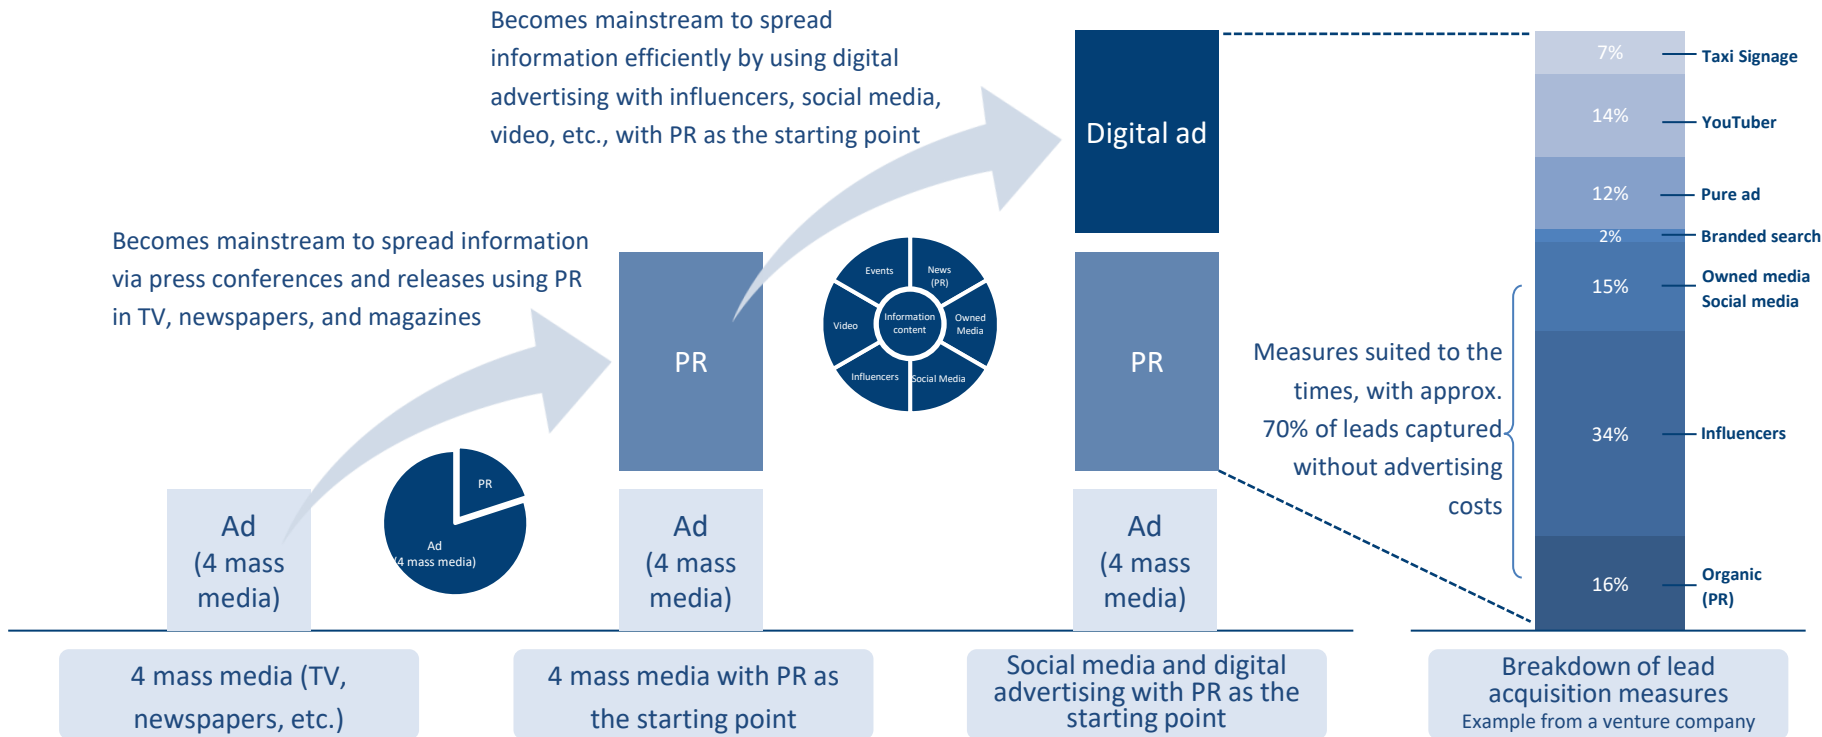 Becomes mainstream to spread
information efficiently by using digital
advertising with influencers, social media,
video, etc., with PR as the starting point
Becomes mainstream to spread information
via press conferences and releases using PR
in TV, newspapers, and magazines
Ad
(4 mass
media)
PR
Ad
(4 mass media)
PR
Ad
(4 mass
media)
Events
News
(PR)
Video
Information
content
Owned
Media
Influencers
Social Media
Digital ad
PR
Ad
(4 mass
media)
7%
Taxi Signage
14%
YouTuber
12%
Pure ad
2%
Branded search
15%
Owned media
Social media
34%
Influencers
16%
Organic
(PR)
Measures suited to the
times, with approx.
70% of leads captured
without advertising
costs
4 mass media (TV,
newspapers, etc.)
4 mass media with PR as
the starting point
Social media and digital
advertising with PR as the
starting point
Breakdown of lead
acquisition measures
Example from a venture company